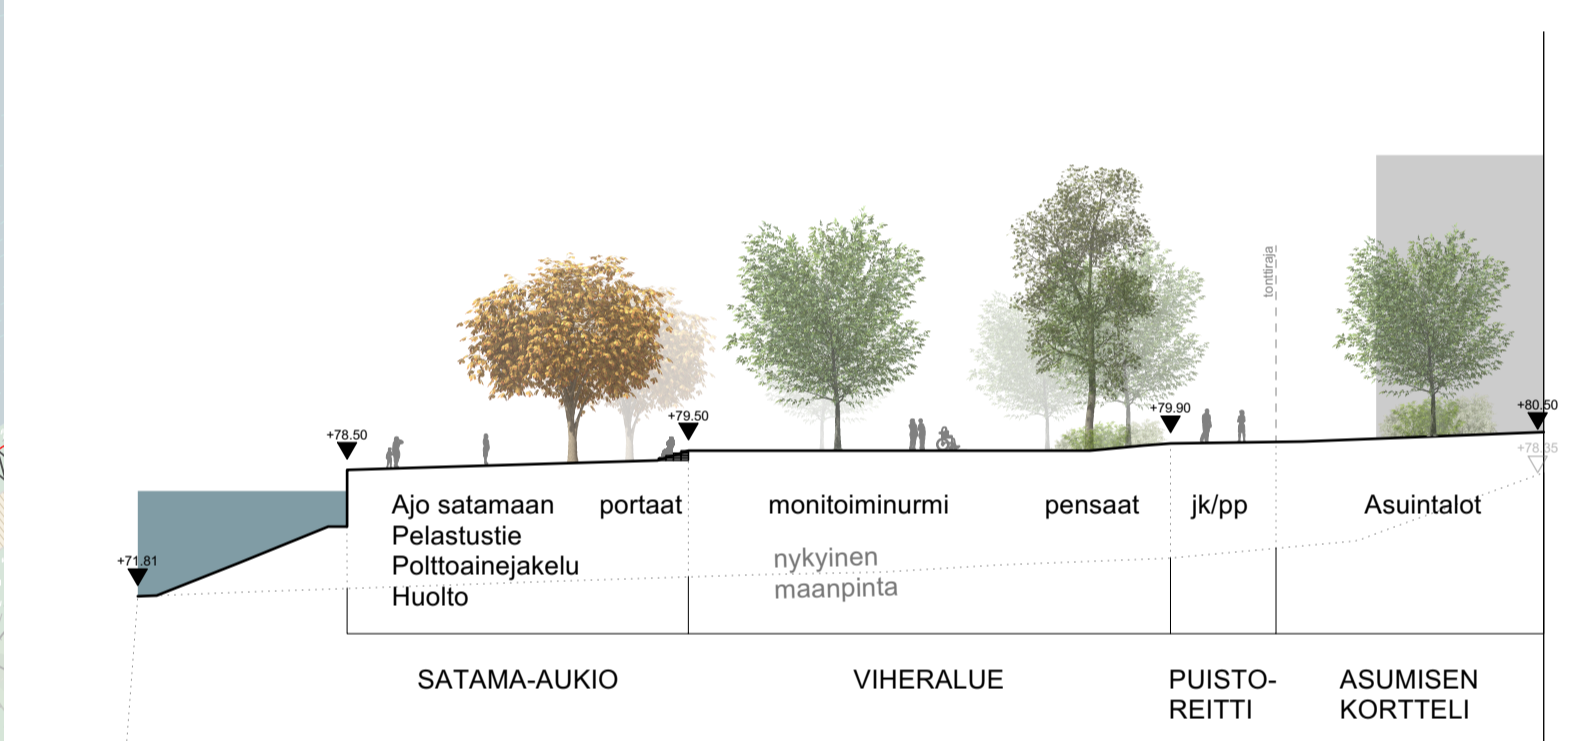 tonttiraja
+78.50
+79.50
+79.90
+80.50
+78.35
+71.81
Ajo satamaan portaat monitoiminurmi pensaat jk/pp Asuintalot
Pelastustie
Polttoainejakelu
Huolto
nykyinen
maanpinta
SATAMA-AUKIO VIHERALUE PUISTO- ASUMISEN
REITTI KORTTELI